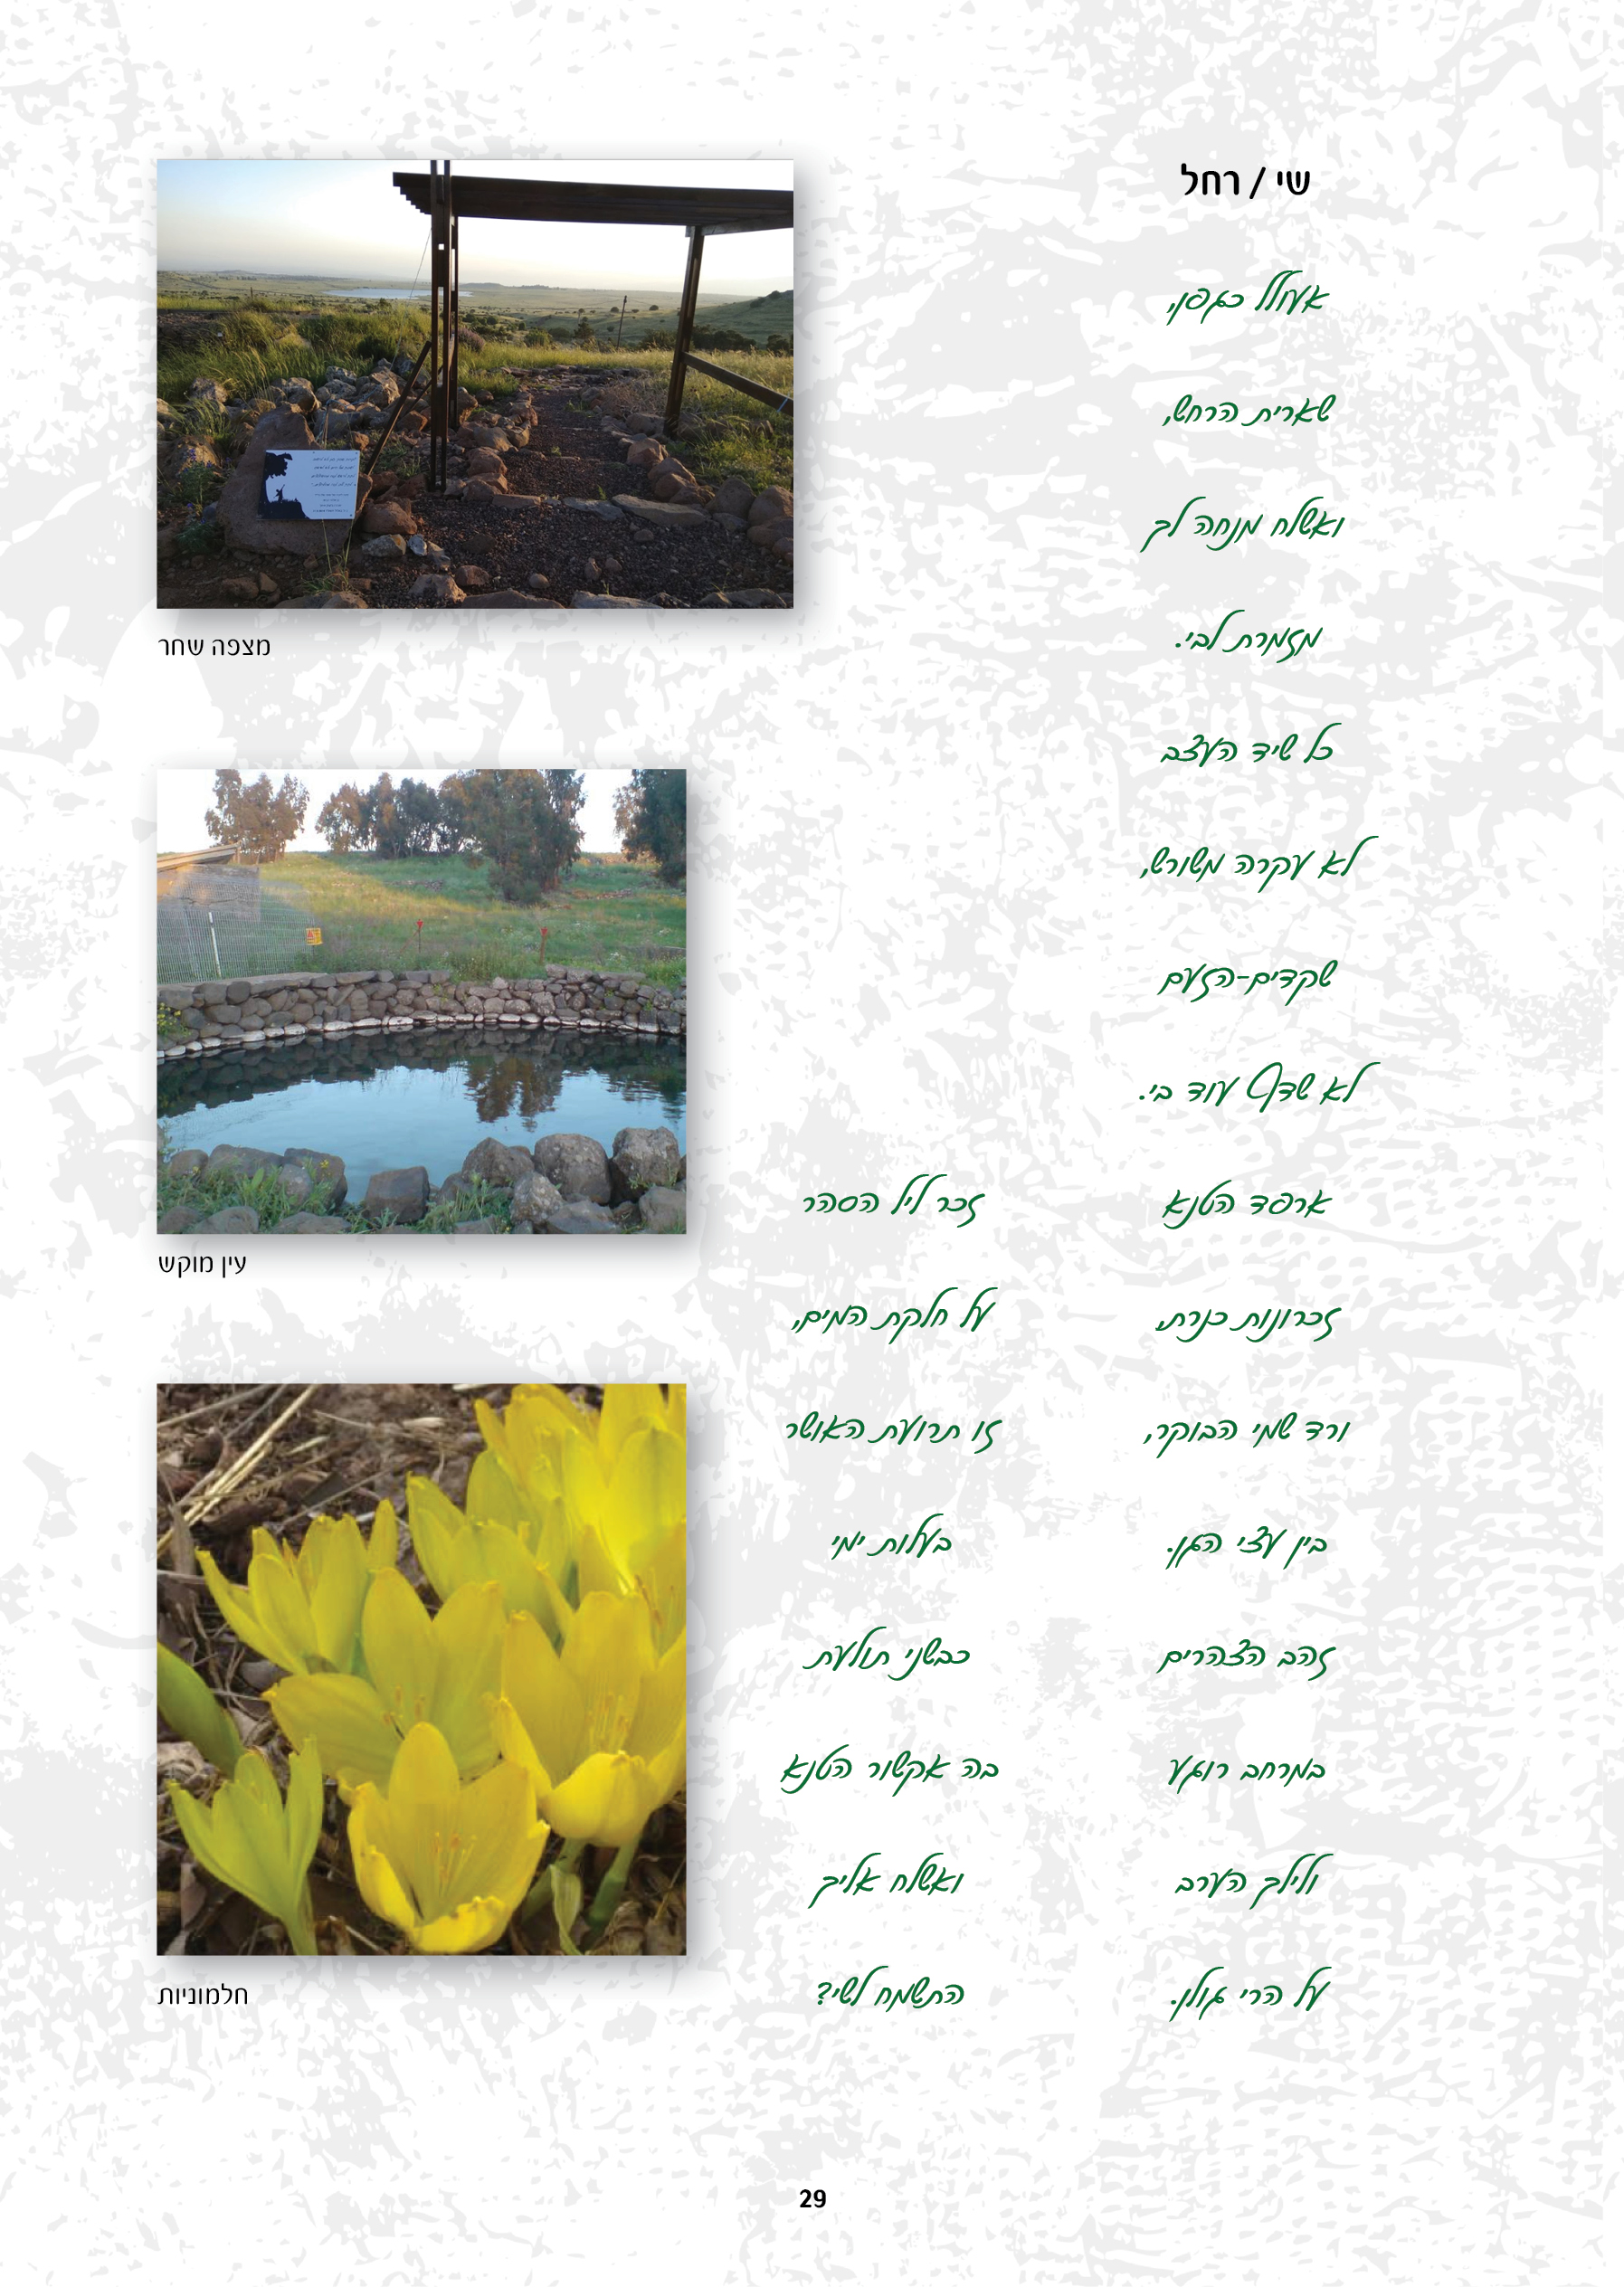 שי / רחל
אעולל כגפן,
שארית הרחש,
ואשלח מנחה לך
מזמרת לבי.
כל שיד העצב
לא עקרה משורש,
שקדים-הזעם
לא שדף עוד בי.
ארפד הטנא
זכרונות כנרת,
ורד שמי הבוקר,
בין עצי הגן.
זהב הצהרים
במרחב רוגע
ולילך הערב
על הרי גולן.
זכר ליל הסהר
על חלקת המים,
זו תרועת האושר
בעלות ימי
כבשני תולעת
בה אקשור הטנא
ואשלח אליך
התשמח לשי?
מצפה שחר
עין מוקש
חלמוניות
29